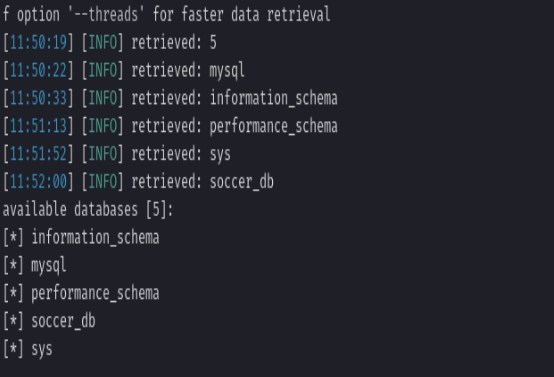 f option '--threads' for faster data retrieval
[11:50:19] [INFO] retrieved: 5
[11:50:22] [INFO] retrieved: mysql
[11:50:33] [INFO] retrieved: information_schema
[11:51:13] [INFO] retrieved: performance_schema
[11:51:52] [INFO] retrieved: sys
[11:52:00] [INFO] retrieved: soccer_db
available databases [5]:
[*] information_schema
[*] mysql
[*] performance_schema
[*] soccer_db
[*] sys